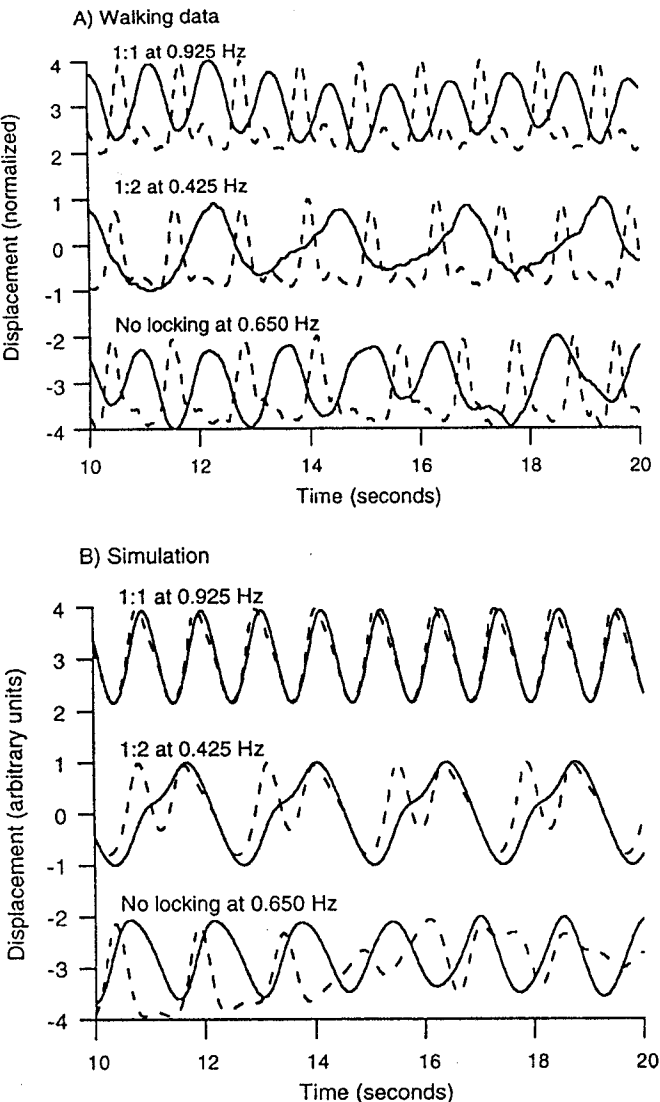 A) Walking data
1:1 at 0.925 Hz
4
3
2
1:2 at 0.425 Hz
1
0
-1
No locking at 0.650 Hz
-2
-3
-4
Displacement (normalized)
10 12 14 16 18 20
Time (seconds)
B) Simulation
1:1 at 0.925 Hz
4
3
2
1:2 at 0.425 Hz
1
0
-1
No locking at 0.650 Hz
-2
-3
-4
Displacement (arbitrary units)
10 12 14 16 18 20
Time (seconds)